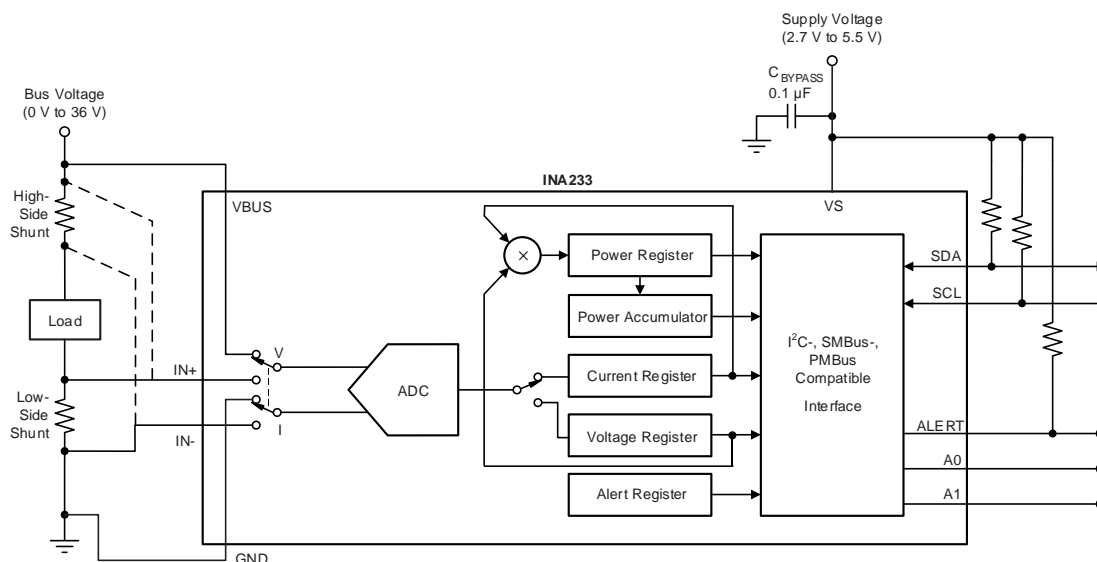 Supply Voltage
(2.7 V to 5.5 V)
C BYPASS
0.1 µF
Bus Voltage
(0 V to 36 V)
INA233
High-
Side
Shunt
VBUS
VS
×
Power Register
SDA
Power Accumulator
SCL
Load
I²C-, SMBus-,
PMBus
Compatible
Interface
V
IN+
ADC
Current Register
Low-
Side
Shunt
I
IN-
Voltage Register
ALERT
A0
Alert Register
A1
GND